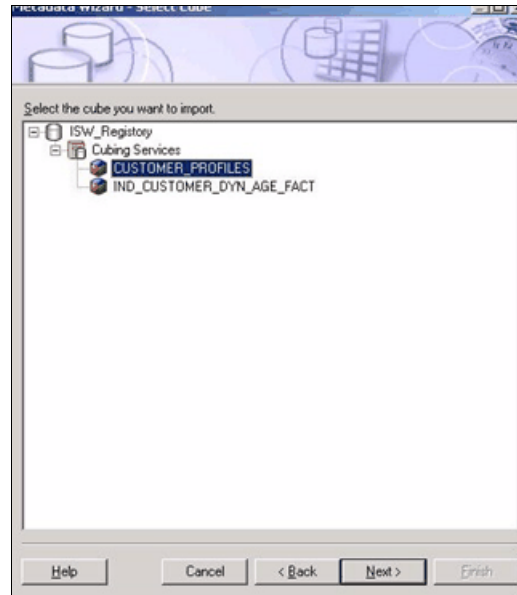 Metadata Wizard - Select Cube
Select the cube you want to import.
ISW_Registory
Cubing Services
CUSTOMER_PROFILES
IND_CUSTOMER_DYN_AGE_FACT
Help
Cancel
< Back
Next >
Finish